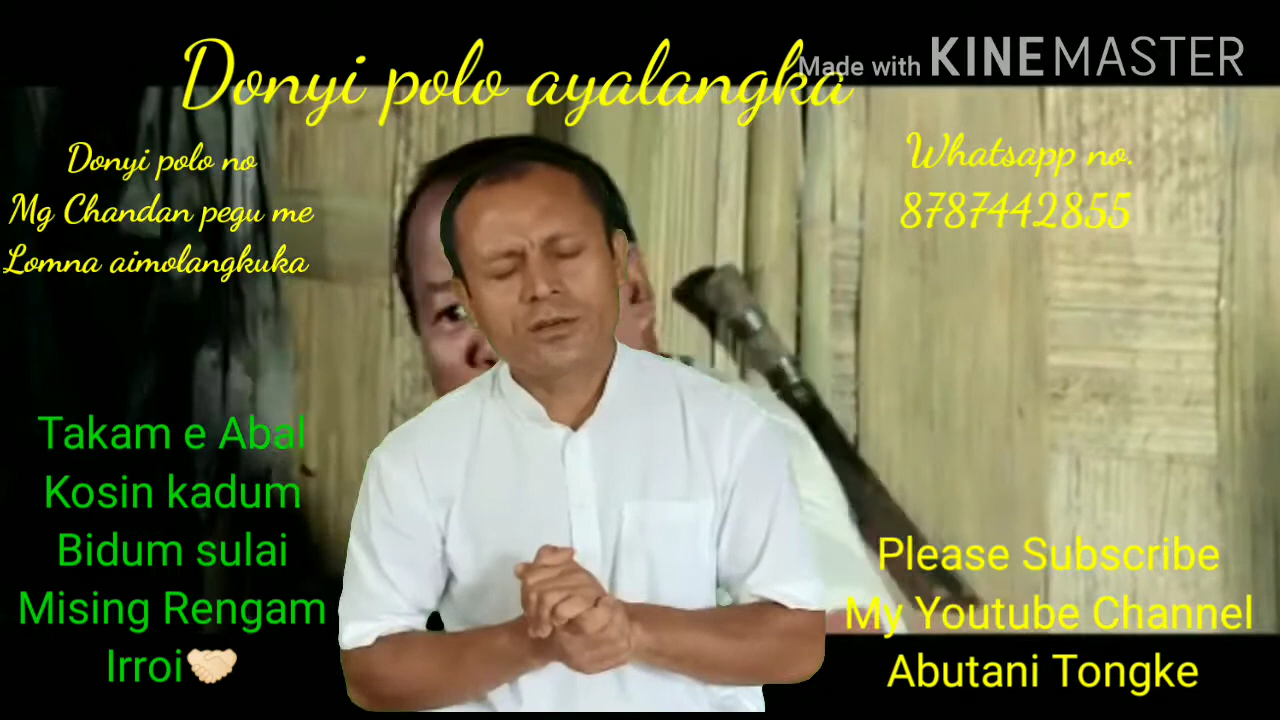 Donyi polo ayalangka
Made with KINEMASTER
Donyi polo no
Mg Chandan pegu me
Lomna aimolangkuka
Whatsapp no.
8787442855
Takam e Abal
Kosin kadum
Bidum sulai
Mising Rengam
Irroi🤝🏻
Please Subscribe
My Youtube Channel
Abutani Tongke